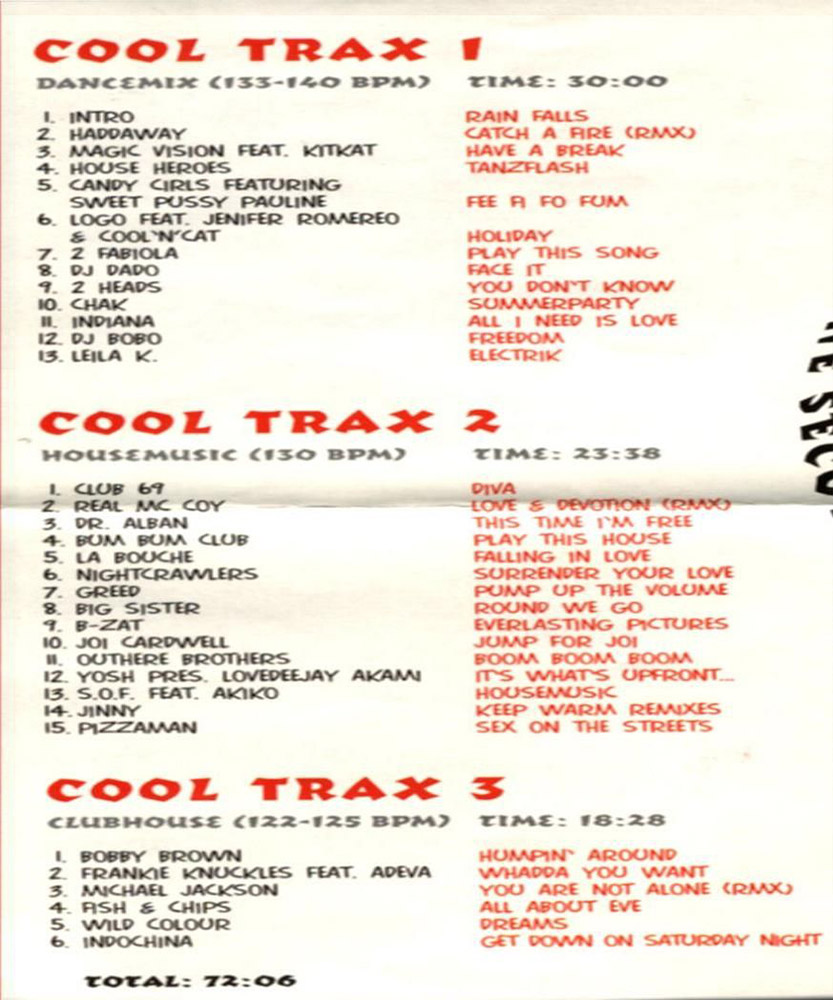 COOL TRAX 1
DANCEMIX (133-140 BPM) TIME: 30:00
1. INTRO RAIN FALLS
2. HADDAWAY CATCH A FIRE (RMX)
3. MAGIC VISION FEAT. KITKAT HAVE A BREAK
4. HOUSE HEROES TANZFLASH
5. CANDY GIRLS FEATURING
SWEET PUSSY PAULINE FEE FI FO FUM
6. LOGO FEAT. JENIFER ROMEREO
& COOL'N'CAT HOLIDAY
7. 2 FABIOLA PLAY THIS SONG
8. DJ DADO FACE IT
9. 2 HEADS YOU DON'T KNOW
10. CHAK SUMMERPARTY
11. INDIANA ALL I NEED IS LOVE
12. DJ BOBO FREEDOM
13. LEILA K. ELECTRIK
COOL TRAX 2
HOUSEMUSIC (130 BPM) TIME: 23:38
1. CLUB 69 DIVA
2. REAL MC COY LOVE & DEVOTION (RMX)
3. DR. ALBAN THIS TIME I'M FREE
4. BUM BUM CLUB PLAY THIS HOUSE
5. LA BOUCHE FALLING IN LOVE
6. NIGHTCRAWLERS SURRENDER YOUR LOVE
7. GREED PUMP UP THE VOLUME
8. BIG SISTER ROUND WE GO
9. B-ZAT EVERLASTING PICTURES
10. JOI CARDWELL JUMP FOR JOI
11. OUTHERE BROTHERS BOOM BOOM BOOM
12. YOSH PRES. LOVEDEEJAY AKAMI IT'S WHAT'S UPFRONT...
13. S.O.F. FEAT. AKIKO HOUSEMUSIC
14. JINNY KEEP WARM REMIXES
15. PIZZAMAN SEX ON THE STREETS
COOL TRAX 3
CLUBHOUSE (122-125 BPM) TIME: 18:28
1. BOBBY BROWN HUMPIN' AROUND
2. FRANKIE KNUCKLES FEAT. ADEVA WHADDA YOU WANT
3. MICHAEL JACKSON YOU ARE NOT ALONE (RMX)
4. FISH & CHIPS ALL ABOUT EVE
5. WILD COLOUR DREAMS
6. INDOCHINA GET DOWN ON SATURDAY NIGHT
TOTAL: 72:06